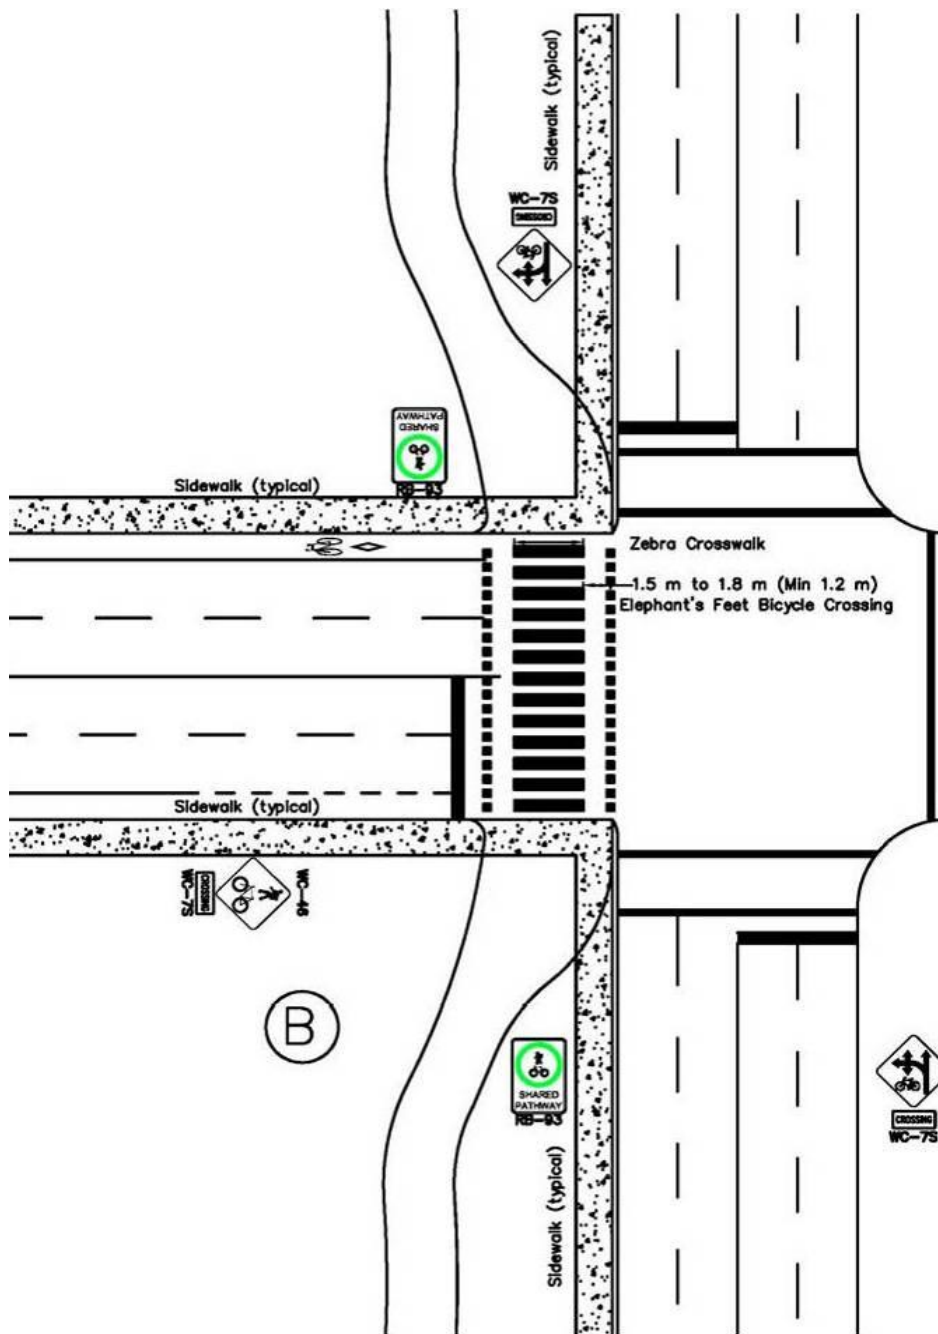 Sidewalk (typical)
WC-7S
CROSSING
SHARED
PATHWAY
RB-93
Sidewalk (typical)
Zebra Crosswalk
1.5 m to 1.8 m (Min 1.2 m)
Elephant's Feet Bicycle Crossing
Sidewalk (typical)
WC-7S
CROSSING
WC-46
B
SHARED
PATHWAY
RB-93
CROSSING
WC-7S
Sidewalk (typical)